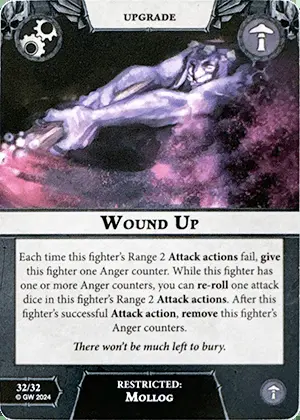 UPGRADE
WOUND UP
Each time this fighter's Range 2 Attack actions fail, give
this fighter one Anger counter. While this fighter has
one or more Anger counters, you can re-roll one attack
dice in this fighter's Range 2 Attack actions. After this
fighter's successful Attack action, remove this fighter's
Anger counters.
There won't be much left to bury.
32/32
© GW 2024
RESTRICTED:
MOLLOG